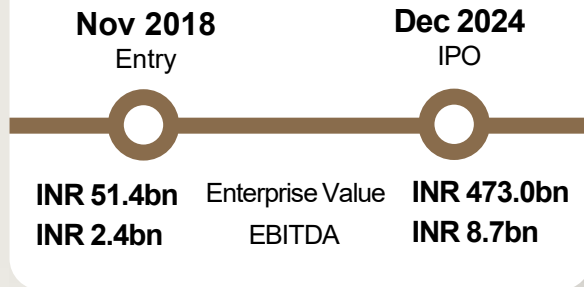 Nov 2018 Dec 2024
Entry IPO
INR 51.4bn Enterprise Value INR 473.0bn
INR 2.4bn EBITDA INR 8.7bn